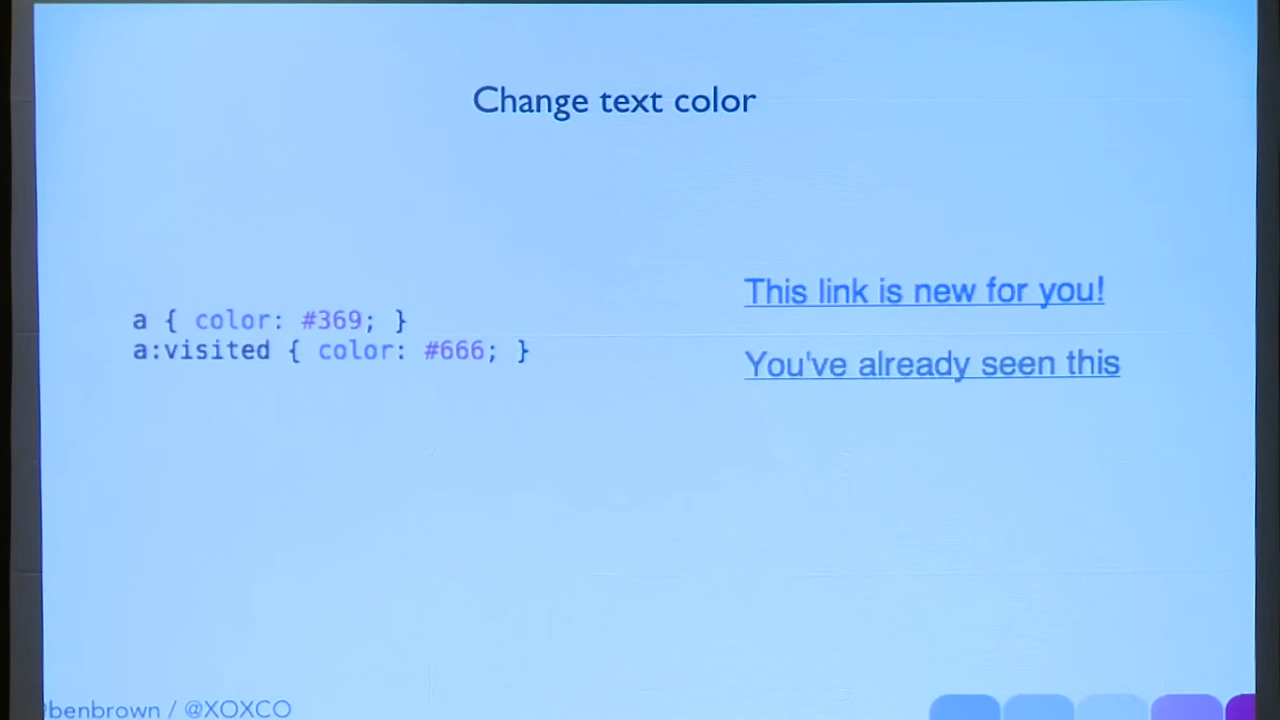 Change text color
a { color: #369; }
a:visited { color: #666; }
This link is new for you!
You've already seen this
benbrown / @XOXCO